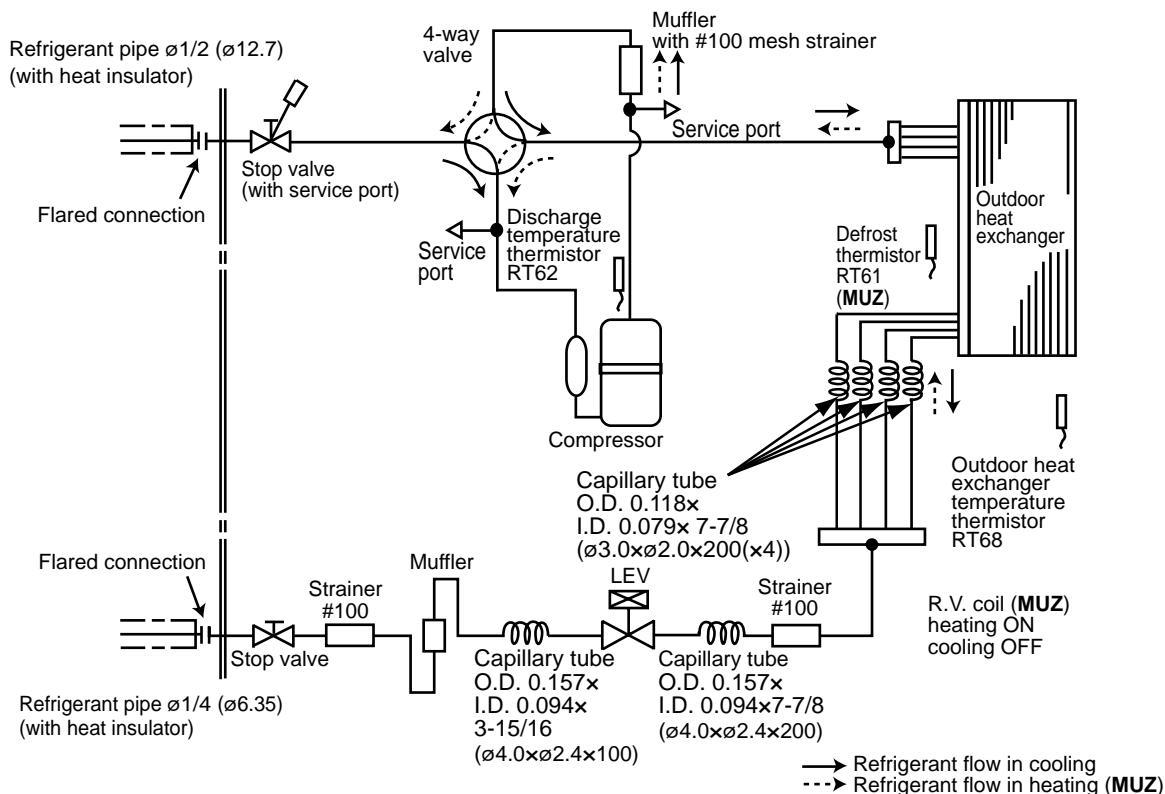 Refrigerant pipe ø1/2 (ø12.7)
(with heat insulator)
4-way
valve
Muffler
with #100 mesh strainer
Service port
Stop valve
(with service port)
Flared connection
Service
port
Discharge
temperature
thermistor
RT62
Outdoor
heat
exchanger
Defrost
thermistor
RT61
(MUZ)
Compressor
Capillary tube
O.D. 0.118×
I.D. 0.079× 7-7/8
(ø3.0×ø2.0×200(×4))
Outdoor heat
exchanger
temperature
thermistor
RT68
Flared connection
Strainer
#100
Muffler
LEV
Strainer
#100
R.V. coil (MUZ)
heating ON
cooling OFF
Stop valve
Capillary tube
O.D. 0.157×
I.D. 0.094×
3-15/16
(ø4.0×ø2.4×100)
Capillary tube
O.D. 0.157×
I.D. 0.094×7-7/8
(ø4.0×ø2.4×200)
Refrigerant pipe ø1/4 (ø6.35)
(with heat insulator)
Refrigerant flow in cooling
Refrigerant flow in heating (MUZ)